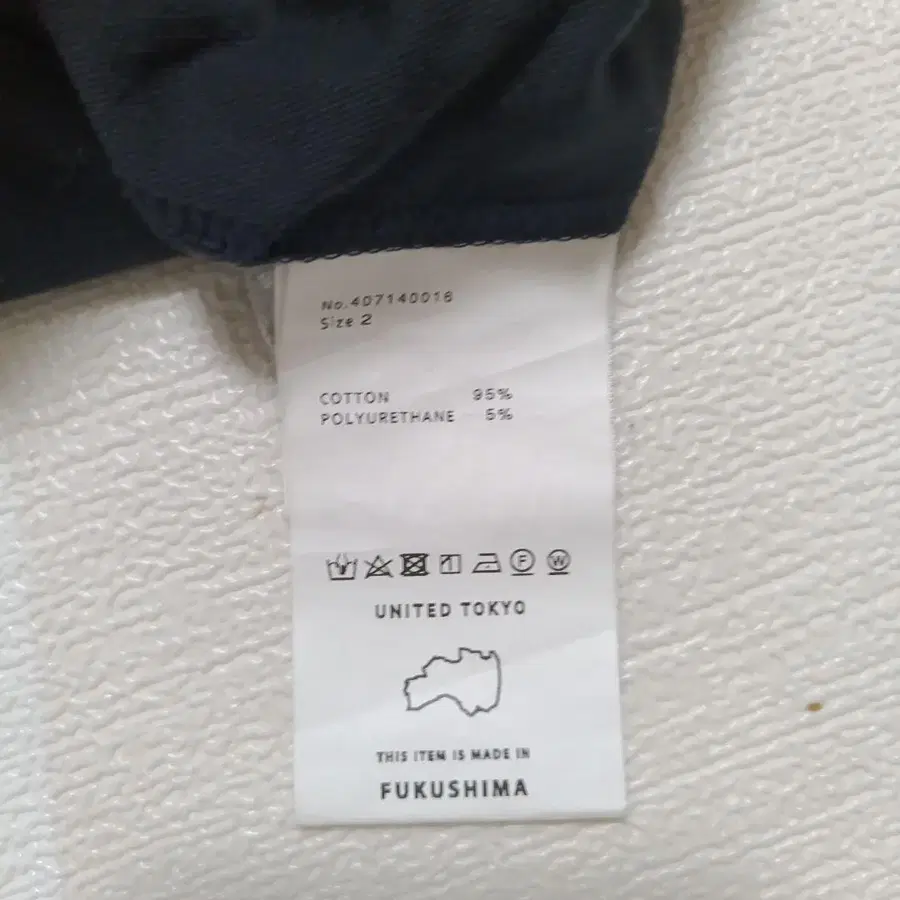 No.407140016
Size 2
COTTON 95%
POLYURETHANE 5%
F W
UNITED TOKYO
THIS ITEM IS MADE IN
FUKUSHIMA